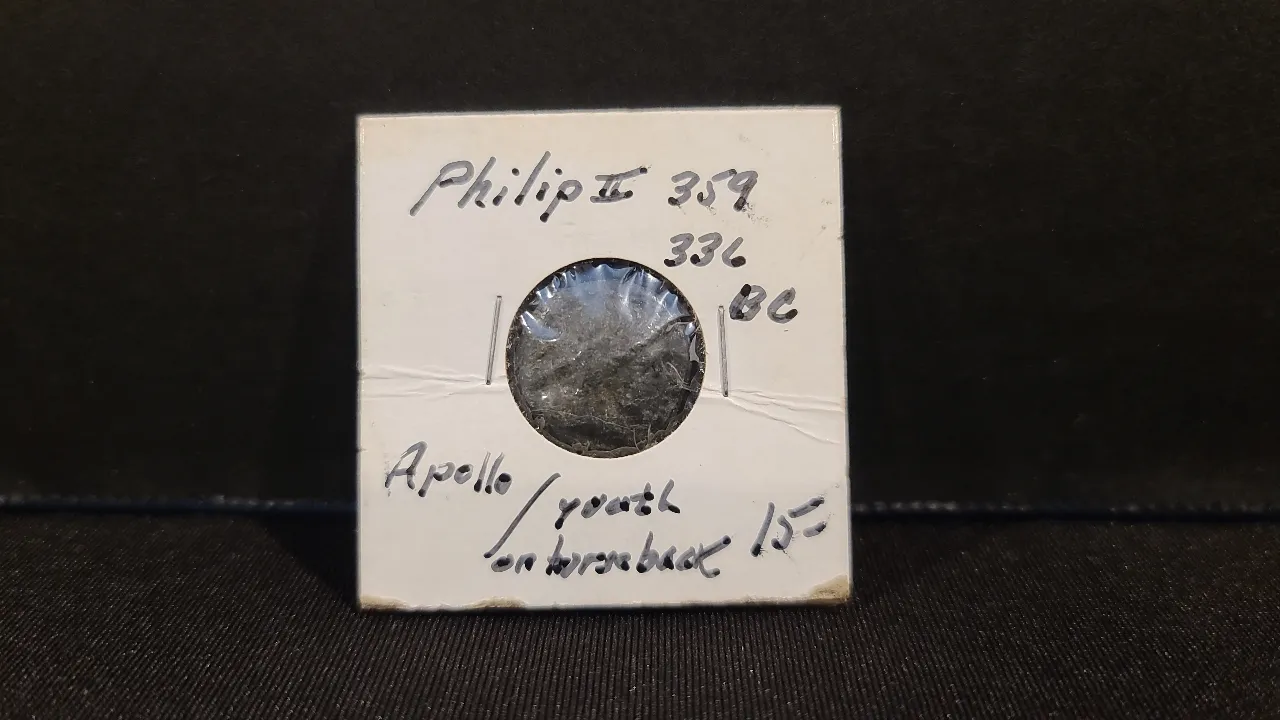 Philip II 359
336
BC
Apollo / youth
on horseback 15-